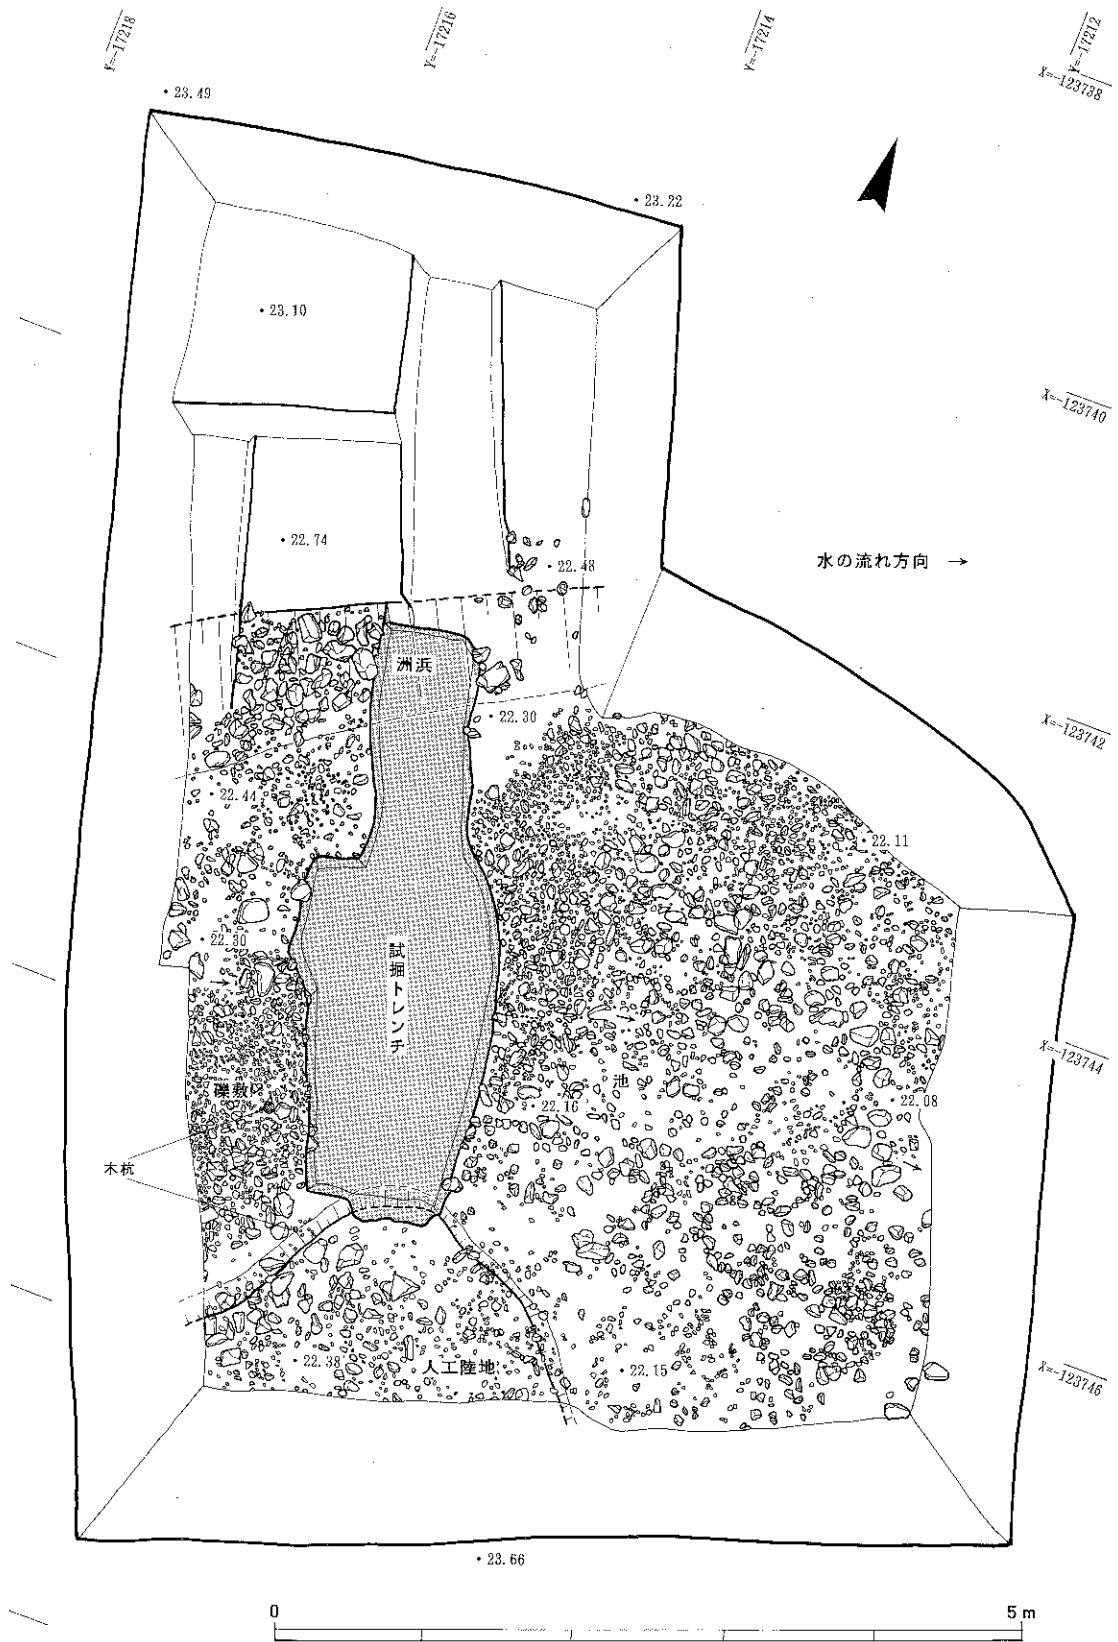 Y=-17218
Y=-17216
Y=-17214
Y=-17212
X=-123738
・23.49
・23.22
・23.10
X=-123740
・22.74
・22.48
水の流れ方向 →
洲浜
・22.30
X=-123742
・22.44
・22.11
・22.30
試掘トレンチ
X=-123744
礫敷
池
・22.16
・22.08
木杭
・22.38
人工陸地
・22.15
X=-123746
・23.66
0
5 m